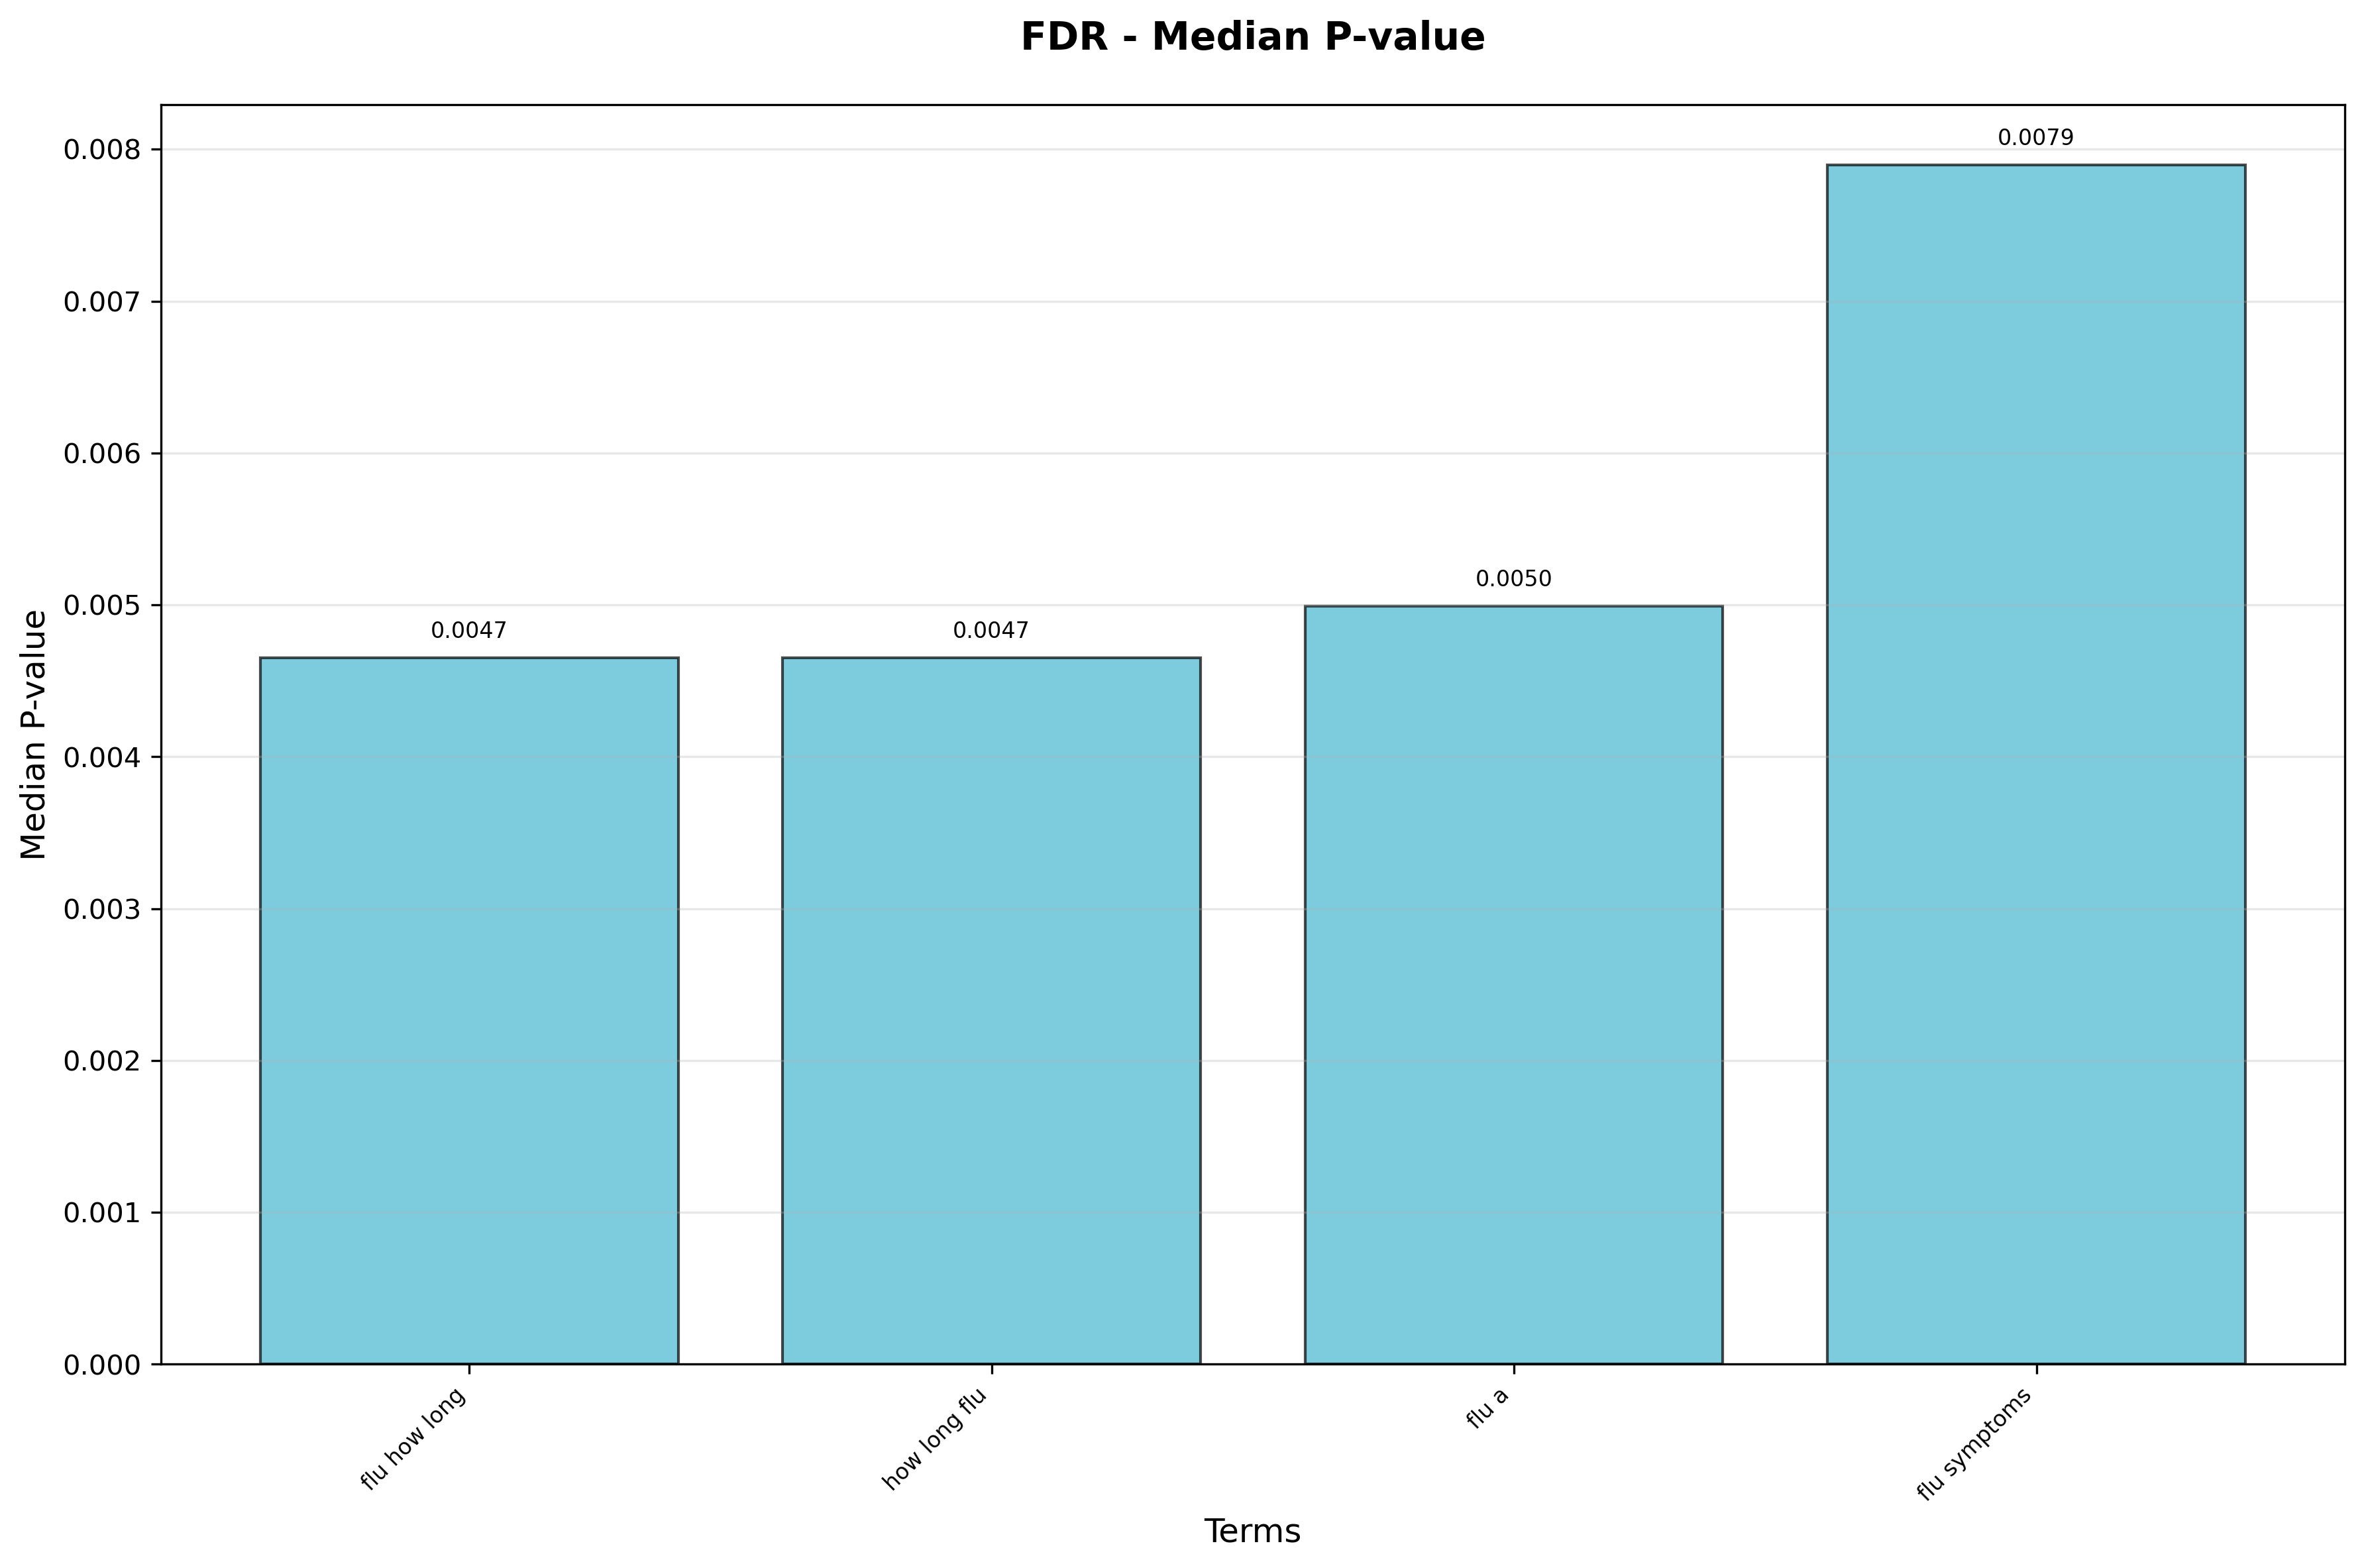 FDR - Median P-value
Median P-value
0.008
0.007
0.006
0.005
0.004
0.003
0.002
0.001
0.000
0.0047
0.0047
0.0050
0.0079
flu how long
how long flu
flu a
flu symptoms
Terms